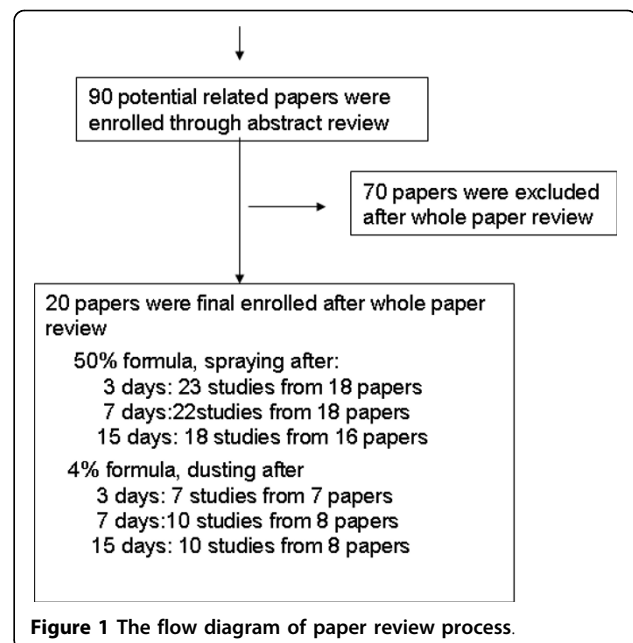 90 potential related papers were
enrolled through abstract review
70 papers were excluded
after whole paper review
20 papers were final enrolled after whole paper
review
50% formula, spraying after:
3 days: 23 studies from 18 papers
7 days:22studies from 18 papers
15 days: 18 studies from 16 papers
4% formula, dusting after
3 days: 7 studies from 7 papers
7 days:10 studies from 8 papers
15 days: 10 studies from 8 papers
Figure 1 The flow diagram of paper review process.